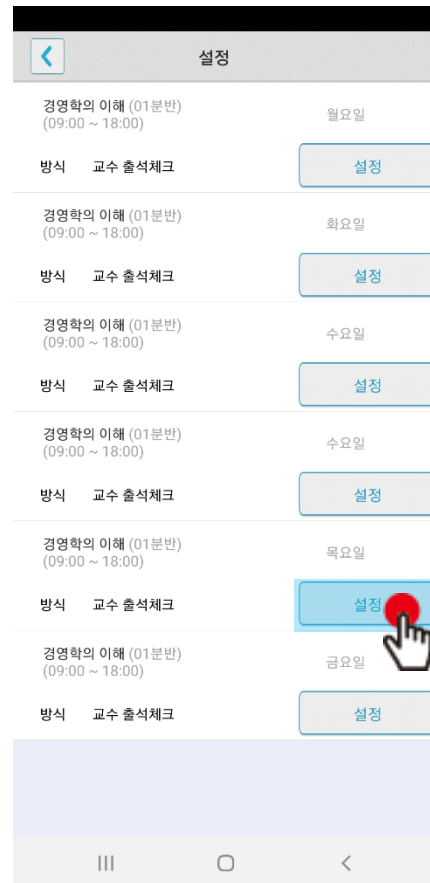 설정
경영학의 이해 (01분반)
(09:00 ~ 18:00)
월요일
방식 교수 출석체크 설정
경영학의 이해 (01분반)
(09:00 ~ 18:00)
화요일
방식 교수 출석체크 설정
경영학의 이해 (01분반)
(09:00 ~ 18:00)
수요일
방식 교수 출석체크 설정
경영학의 이해 (01분반)
(09:00 ~ 18:00)
수요일
방식 교수 출석체크 설정
경영학의 이해 (01분반)
(09:00 ~ 18:00)
목요일
방식 교수 출석체크 설정
경영학의 이해 (01분반)
(09:00 ~ 18:00)
금요일
방식 교수 출석체크 설정